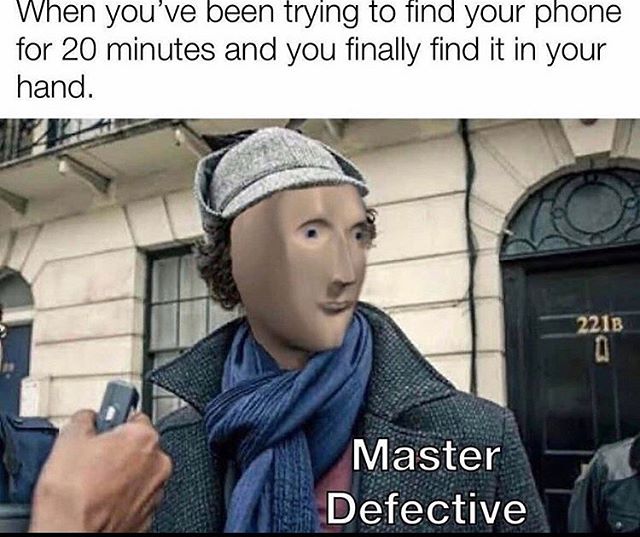 When you've been trying to find your phone
for 20 minutes and you finally find it in your
hand.
221B
Master
Defective